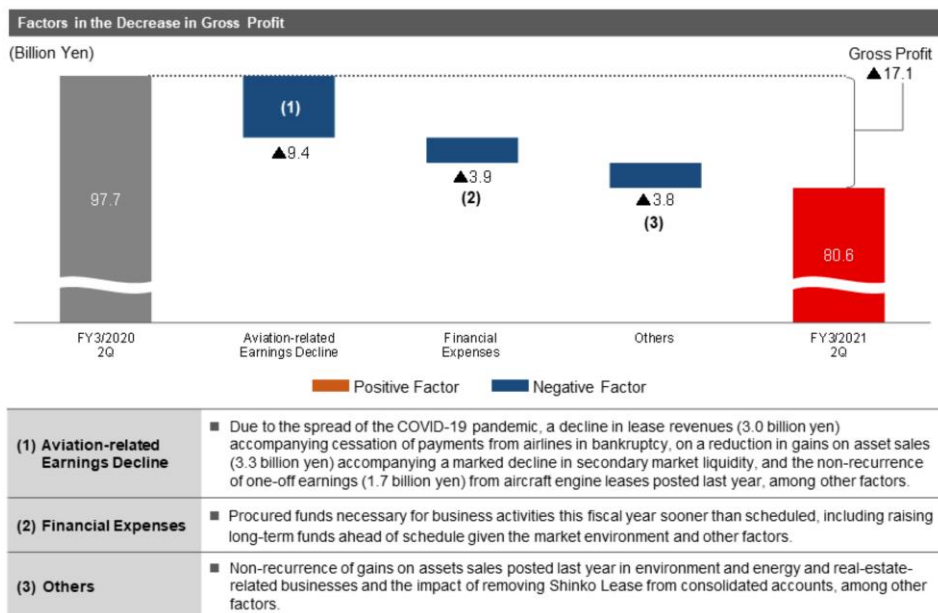 Factors in the Decrease in Gross Profit
(Billion Yen)
Gross Profit
▲17.1
(1)
▲9.4
▲3.9
(2)
▲3.8
(3)
97.7
80.6
FY3/2020
2Q
Aviation-related
Earnings Decline
Financial
Expenses
Others
FY3/2021
2Q
Positive Factor
Negative Factor
(1) Aviation-related
Earnings Decline
■ Due to the spread of the COVID-19 pandemic, a decline in lease revenues (3.0 billion yen)
accompanying cessation of payments from airlines in bankruptcy, on a reduction in gains on asset sales
(3.3 billion yen) accompanying a marked decline in secondary market liquidity, and the non-recurrence
of one-off earnings (1.7 billion yen) from aircraft engine leases posted last year, among other factors.
(2) Financial Expenses
■ Procured funds necessary for business activities this fiscal year sooner than scheduled, including raising
long-term funds ahead of schedule given the market environment and other factors.
(3) Others
■ Non-recurrence of gains on assets sales posted last year in environment and energy and real-estate-
related businesses and the impact of removing Shinko Lease from consolidated accounts, among other
factors.